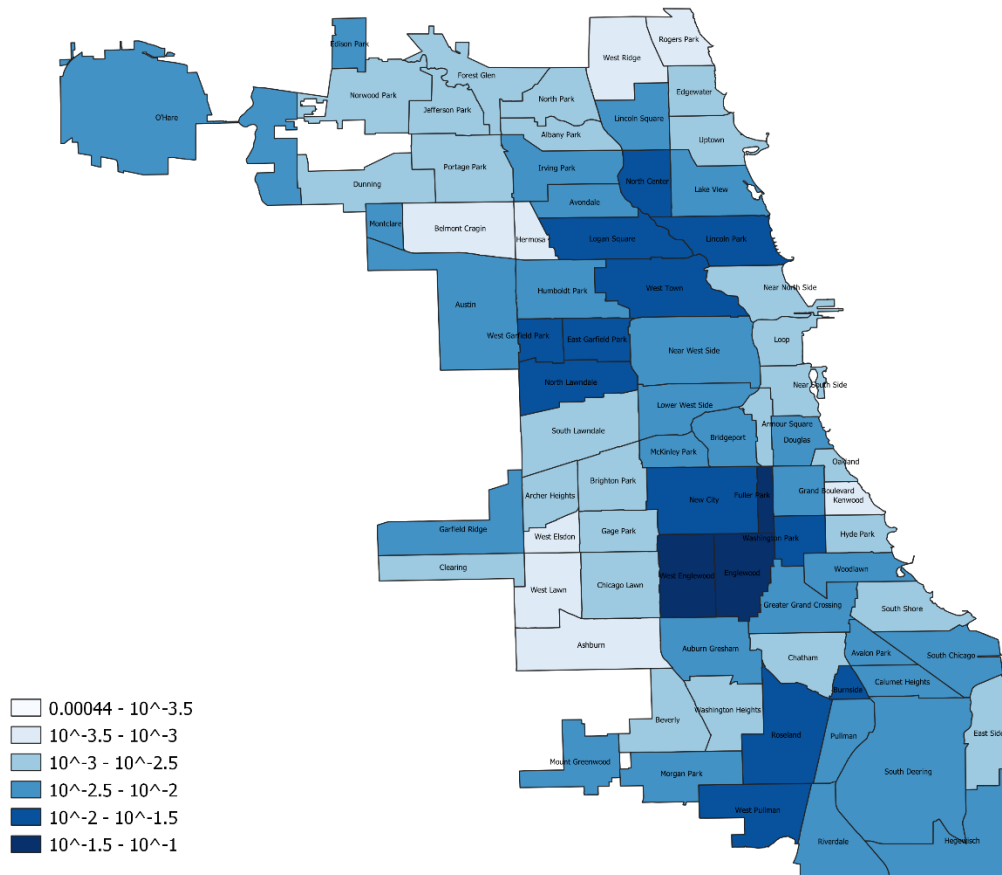 Rogers Park
West Ridge
Edison Park
Forest Glen
Norwood Park
North Park
Edgewater
Jefferson Park
Lincoln Square
O'Hare
Albany Park
Uptown
Portage Park
Irving Park
Dunning
North Center
Lake View
Avondale
Montclare
Belmont Cragin
Hermosa
Logan Square
Lincoln Park
Austin
Humboldt Park
West Town
Near North Side
West Garfield Park
East Garfield Park
Loop
Near West Side
North Lawndale
Near South Side
Lower West Side
South Lawndale
Armour Square
Bridgeport
Douglas
McKinley Park
Oakland
Brighton Park
Archer Heights
New City
Fuller Park
Grand Boulevard
Kenwood
Garfield Ridge
West Elsdon
Gage Park
Washington Park
Hyde Park
Clearing
West Englewood
Englewood
Woodlawn
West Lawn
Chicago Lawn
Greater Grand Crossing
South Shore
Ashburn
Auburn Gresham
Chatham
Avalon Park
South Chicago
Calumet Heights
Burnside
Washington Heights
Beverly
Roseland
Pullman
East Side
Mount Greenwood
Morgan Park
South Deering
West Pullman
Riverdale
Hegewisch
0.00044 - 10^-3.5
10^-3.5 - 10^-3
10^-3 - 10^-2.5
10^-2.5 - 10^-2
10^-2 - 10^-1.5
10^-1.5 - 10^-1